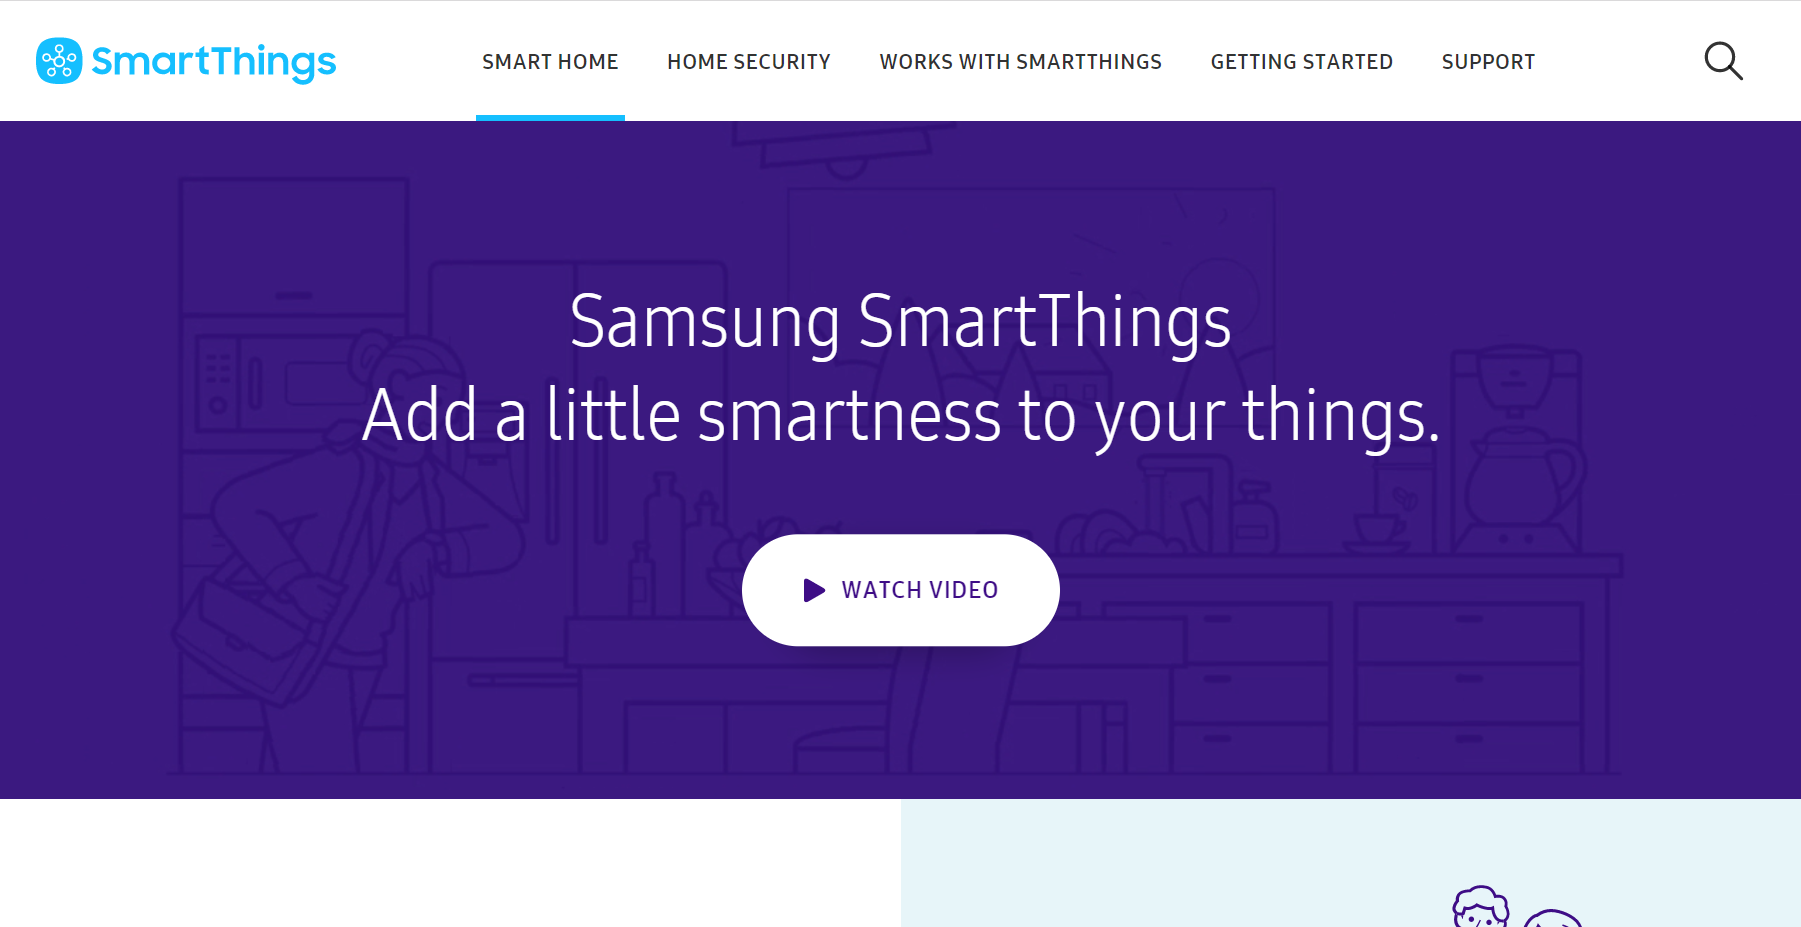 SmartThings
SMART HOME
HOME SECURITY
WORKS WITH SMARTTHINGS
GETTING STARTED
SUPPORT
Samsung SmartThings
Add a little smartness to your things.
WATCH VIDEO